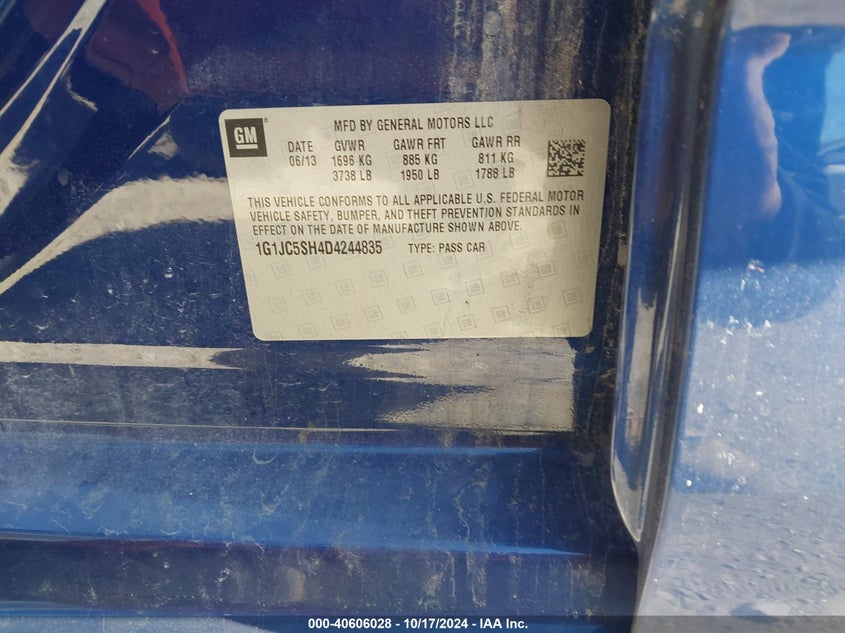 GM
MFD BY GENERAL MOTORS LLC
DATE GVWR GAWR FRT GAWR RR
06/13 1696 KG 885 KG 811 KG
3738 LB 1950 LB 1788 LB
THIS VEHICLE CONFORMS TO ALL APPLICABLE U.S. FEDERAL MOTOR
VEHICLE SAFETY, BUMPER, AND THEFT PREVENTION STANDARDS IN
EFFECT ON THE DATE OF MANUFACTURE SHOWN ABOVE.
1G1JC5SH4D4244835 TYPE: PASS CAR
000-40606028 - 10/17/2024 - IAA Inc.